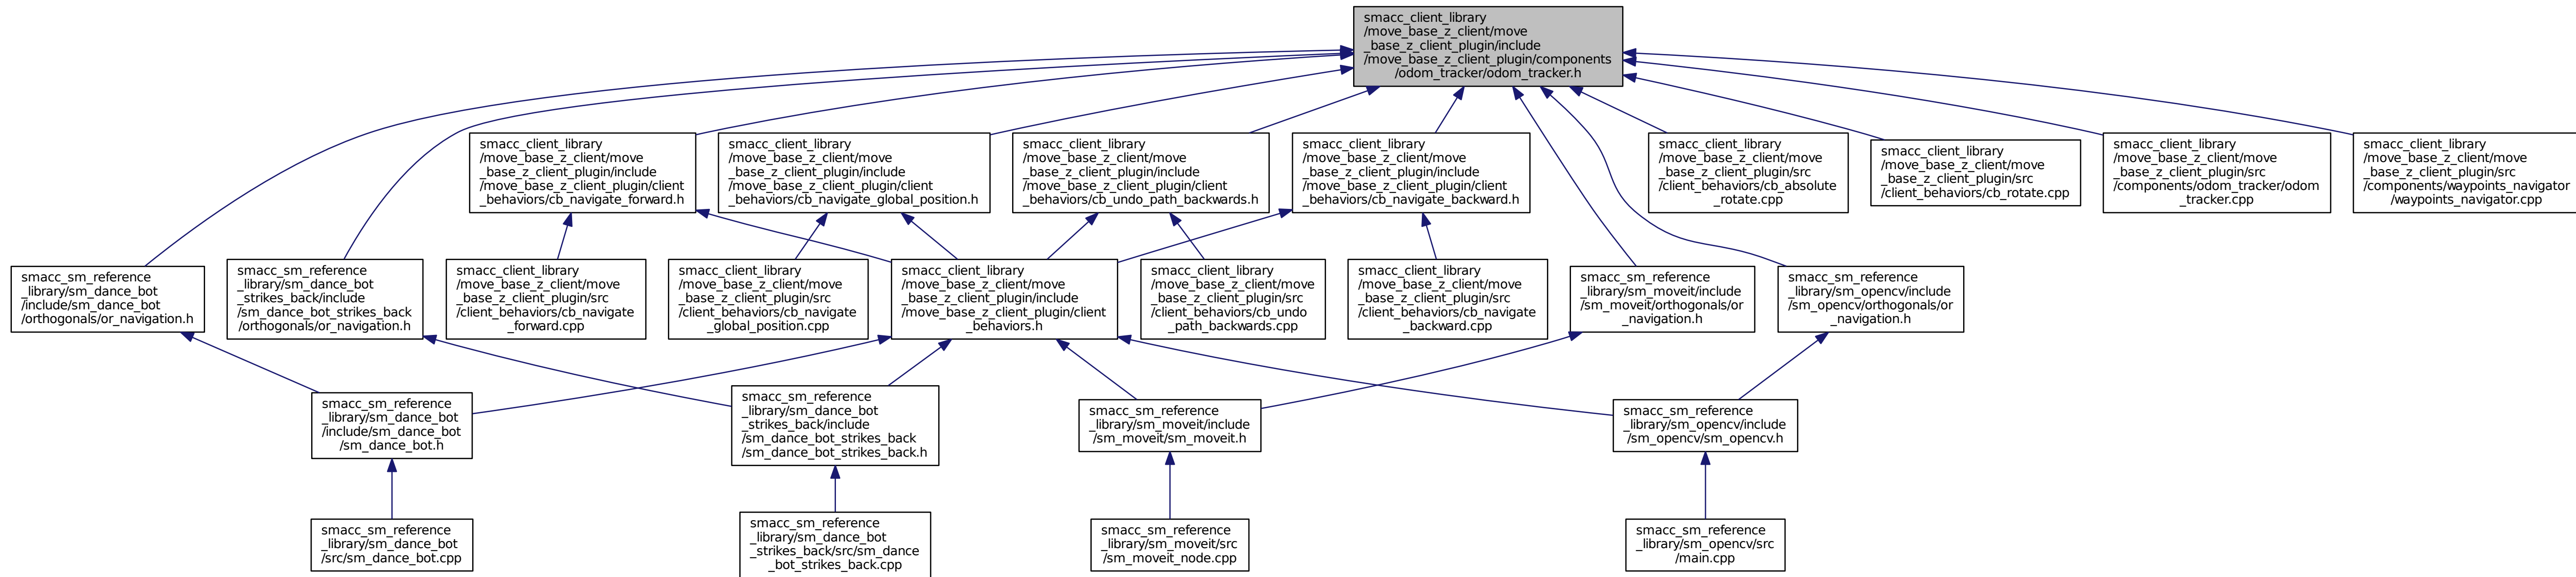 smacc_client_library
/move_base_z_client/move
_base_z_client_plugin/include
/move_base_z_client_plugin/components
/odom_tracker/odom_tracker.h
smacc_client_library
/move_base_z_client/move
_base_z_client_plugin/include
/move_base_z_client_plugin/client
_behaviors/cb_navigate_forward.h
smacc_client_library
/move_base_z_client/move
_base_z_client_plugin/include
/move_base_z_client_plugin/client
_behaviors/cb_navigate_global_position.h
smacc_client_library
/move_base_z_client/move
_base_z_client_plugin/include
/move_base_z_client_plugin/client
_behaviors/cb_undo_path_backwards.h
smacc_client_library
/move_base_z_client/move
_base_z_client_plugin/include
/move_base_z_client_plugin/client
_behaviors/cb_navigate_backward.h
smacc_client_library
/move_base_z_client/move
_base_z_client_plugin/src
/client_behaviors/cb_absolute
_rotate.cpp
smacc_client_library
/move_base_z_client/move
_base_z_client_plugin/src
/client_behaviors/cb_rotate.cpp
smacc_client_library
/move_base_z_client/move
_base_z_client_plugin/src
/components/odom_tracker/odom
_tracker.cpp
smacc_client_library
/move_base_z_client/move
_base_z_client_plugin/src
/components/waypoints_navigator
/waypoints_navigator.cpp
smacc_sm_reference
_library/sm_dance_bot
/include/sm_dance_bot
/orthogonals/or_navigation.h
smacc_sm_reference
_library/sm_dance_bot
_strikes_back/include
/sm_dance_bot_strikes_back
/orthogonals/or_navigation.h
smacc_client_library
/move_base_z_client/move
_base_z_client_plugin/src
/client_behaviors/cb_navigate
_forward.cpp
smacc_client_library
/move_base_z_client/move
_base_z_client_plugin/src
/client_behaviors/cb_navigate
_global_position.cpp
smacc_client_library
/move_base_z_client/move
_base_z_client_plugin/include
/move_base_z_client_plugin/client
_behaviors.h
smacc_client_library
/move_base_z_client/move
_base_z_client_plugin/src
/client_behaviors/cb_undo
_path_backwards.cpp
smacc_client_library
/move_base_z_client/move
_base_z_client_plugin/src
/client_behaviors/cb_navigate
_backward.cpp
smacc_sm_reference
_library/sm_moveit/include
/sm_moveit/orthogonals/or
_navigation.h
smacc_sm_reference
_library/sm_opencv/include
/sm_opencv/orthogonals/or
_navigation.h
smacc_sm_reference
_library/sm_dance_bot
/include/sm_dance_bot
/sm_dance_bot.h
smacc_sm_reference
_library/sm_dance_bot
_strikes_back/include
/sm_dance_bot_strikes_back
/sm_dance_bot_strikes_back.h
smacc_sm_reference
_library/sm_moveit/include
/sm_moveit/sm_moveit.h
smacc_sm_reference
_library/sm_opencv/include
/sm_opencv/sm_opencv.h
smacc_sm_reference
_library/sm_dance_bot
/src/sm_dance_bot.cpp
smacc_sm_reference
_library/sm_dance_bot
_strikes_back/src/sm_dance
_bot_strikes_back.cpp
smacc_sm_reference
_library/sm_moveit/src
/sm_moveit_node.cpp
smacc_sm_reference
_library/sm_opencv/src
/main.cpp